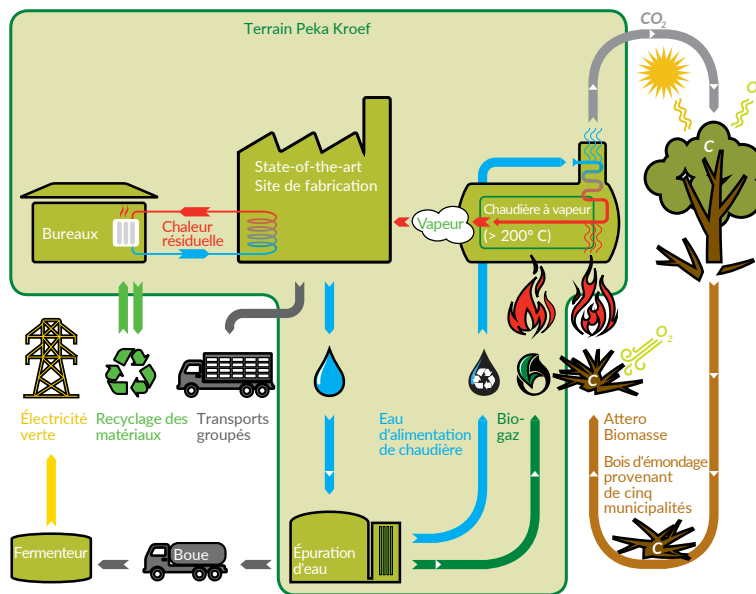 Terrain Peka Kroef
CO₂
O
C
State-of-the-art
Site de fabrication
Bureaux
Chaleur
résiduelle
Vapeur
Chaudière à vapeur
(> 200° C)
O₂
C
Électricité
verte
Recyclage des
matériaux
Transports
groupés
Eau
d'alimentation
de chaudière
Bio-
gaz
Attero
Biomasse
Bois d'émondage
provenant
de cinq
municipalités
Fermenteur
Boue
Épuration
d'eau
C